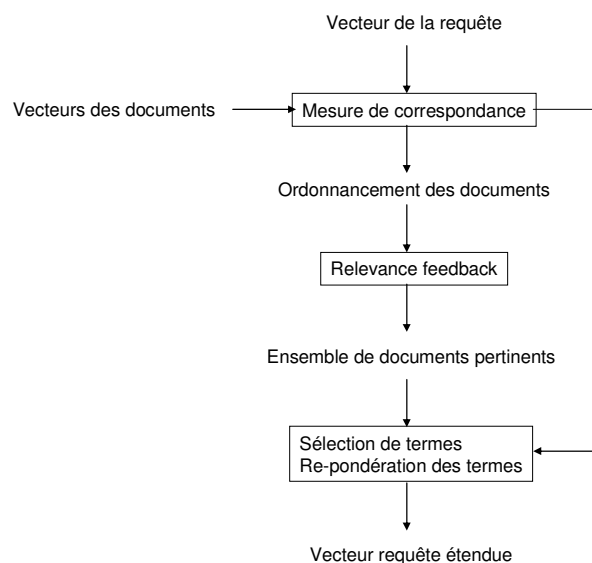 Vecteur de la requête
Vecteurs des documents
Mesure de correspondance
Ordonnancement des documents
Relevance feedback
Ensemble de documents pertinents
Sélection de termes
Re-pondération des termes
Vecteur requête étendue